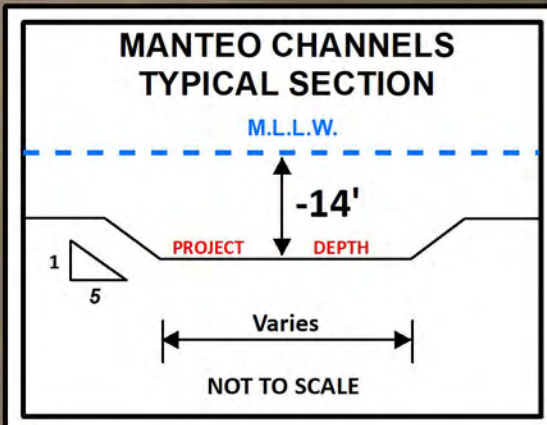 MANTEO CHANNELS
TYPICAL SECTION
M.L.L.W.
-14'
PROJECT DEPTH
1
5
Varies
NOT TO SCALE